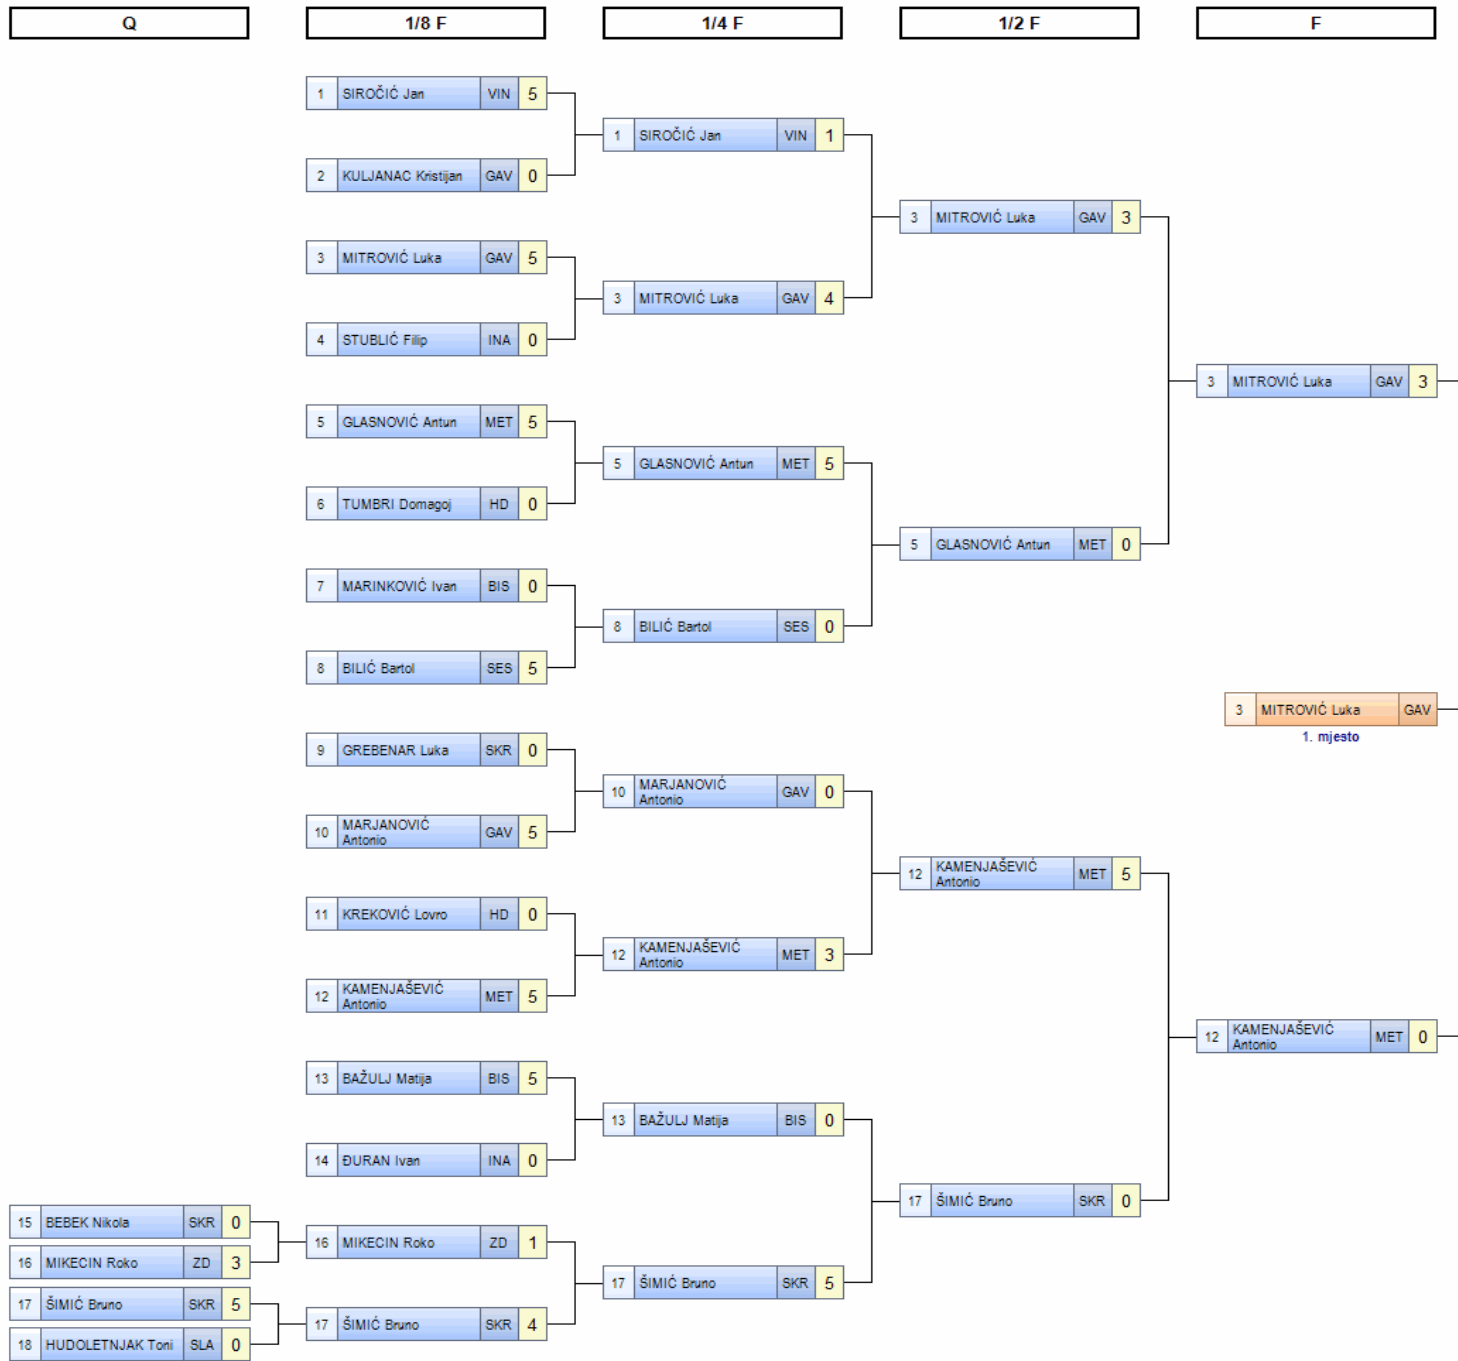 Q 1/8 F 1/4 F 1/2 F F
1 SIROČIĆ Jan VIN 5
1 SIROČIĆ Jan VIN 1
2 KULJANAC Kristijan GAV 0
3 MITROVIĆ Luka GAV 3
3 MITROVIĆ Luka GAV 5
3 MITROVIĆ Luka GAV 4
4 STUBLIĆ Filip INA 0
3 MITROVIĆ Luka GAV 3
5 GLASNOVIĆ Antun MET 5
5 GLASNOVIĆ Antun MET 5
6 TUMBRI Domagoj HD 0
5 GLASNOVIĆ Antun MET 0
7 MARINKOVIĆ Ivan BIS 0
8 BILIĆ Bartol SES 0
8 BILIĆ Bartol SES 5
3 MITROVIĆ Luka GAV
1. mjesto
9 GREBENAR Luka SKR 0
10 MARJANOVIĆ Antonio GAV 0
10 MARJANOVIĆ Antonio GAV 5
12 KAMENJAŠEVIĆ Antonio MET 5
11 KREKOVIĆ Lovro HD 0
12 KAMENJAŠEVIĆ Antonio MET 3
12 KAMENJAŠEVIĆ Antonio MET 5
12 KAMENJAŠEVIĆ Antonio MET 0
13 BAŽULJ Matija BIS 5
13 BAŽULJ Matija BIS 0
14 ĐURAN Ivan INA 0
17 ŠIMIĆ Bruno SKR 0
15 BEBEK Nikola SKR 0
16 MIKECIN Roko ZD 1
16 MIKECIN Roko ZD 3
17 ŠIMIĆ Bruno SKR 5
17 ŠIMIĆ Bruno SKR 5
17 ŠIMIĆ Bruno SKR 4
18 HUDOLETNJAK Toni SLA 0